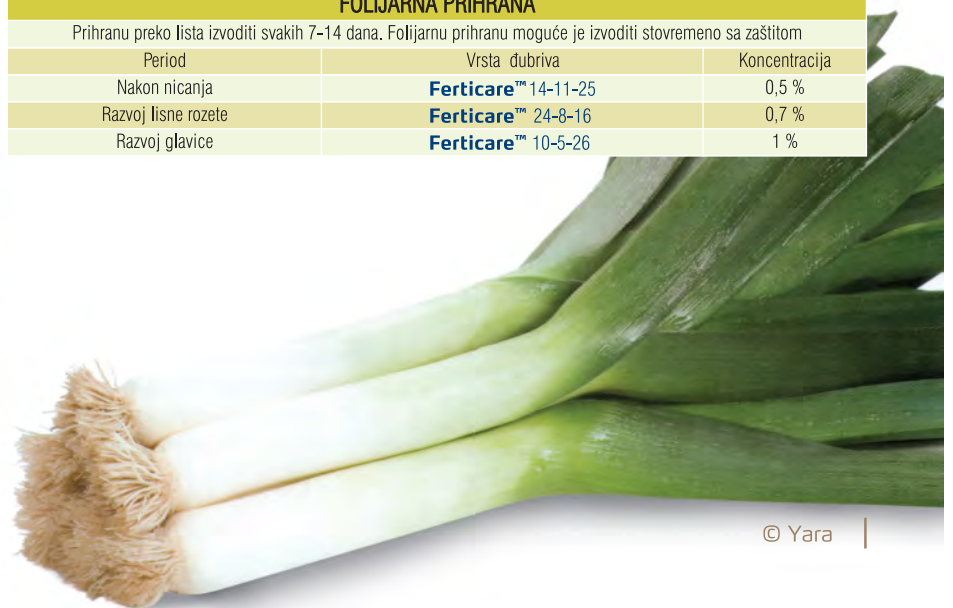 FOLIJARNA PRIHRANA
Prihranu preko lista izvoditi svakih 7-14 dana. Folijarnu prihranu moguće je izvoditi stovremeno sa zaštitom
Period Vrsta đubriva Koncentracija
Nakon nicanja Ferticare™ 14-11-25 0,5 %
Razvoj lisne rozete Ferticare™ 24-8-16 0,7 %
Razvoj glavice Ferticare™ 10-5-26 1 %
© Yara